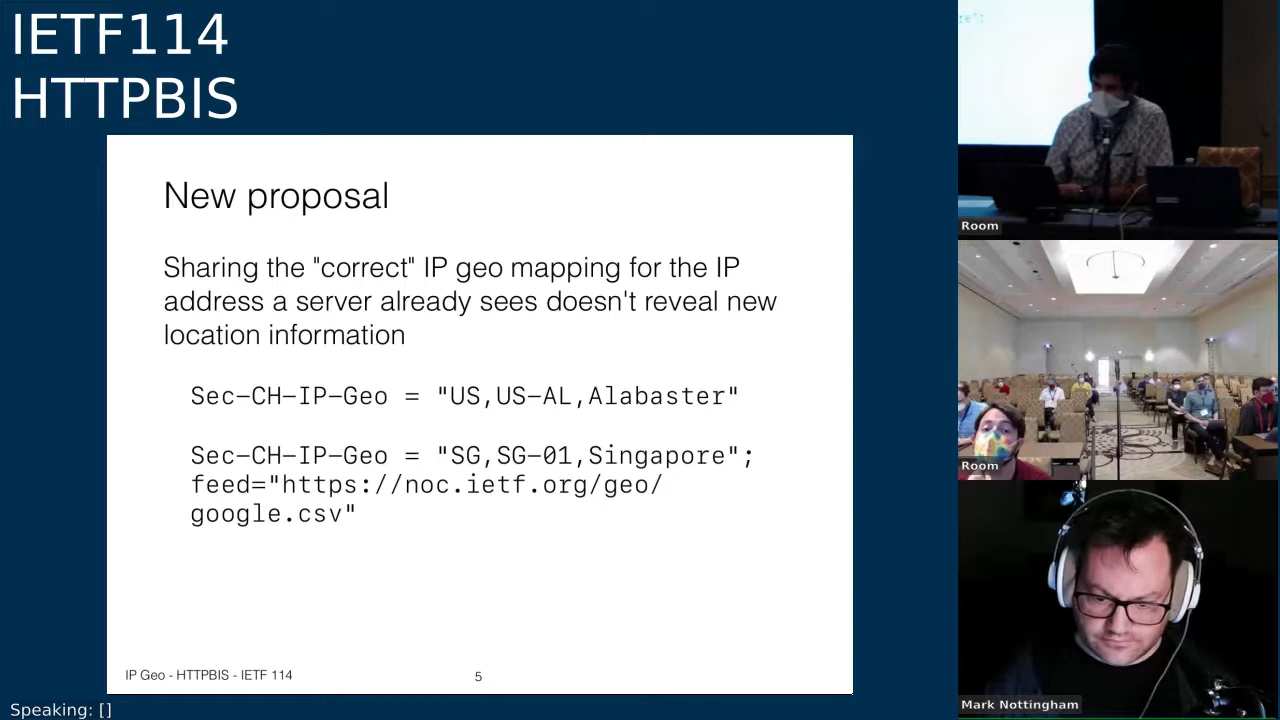 IETF114
HTTPBIS
New proposal
Sharing the "correct" IP geo mapping for the IP
address a server already sees doesn't reveal new
location information
Sec-CH-IP-Geo = "US,US-AL,Alabaster"
Sec-CH-IP-Geo = "SG,SG-01,Singapore";
feed="https://noc.ietf.org/geo/
google.csv"
IP Geo - HTTPBIS - IETF 114
5
Speaking: []
re":
Room
Room
Mark Nottingham